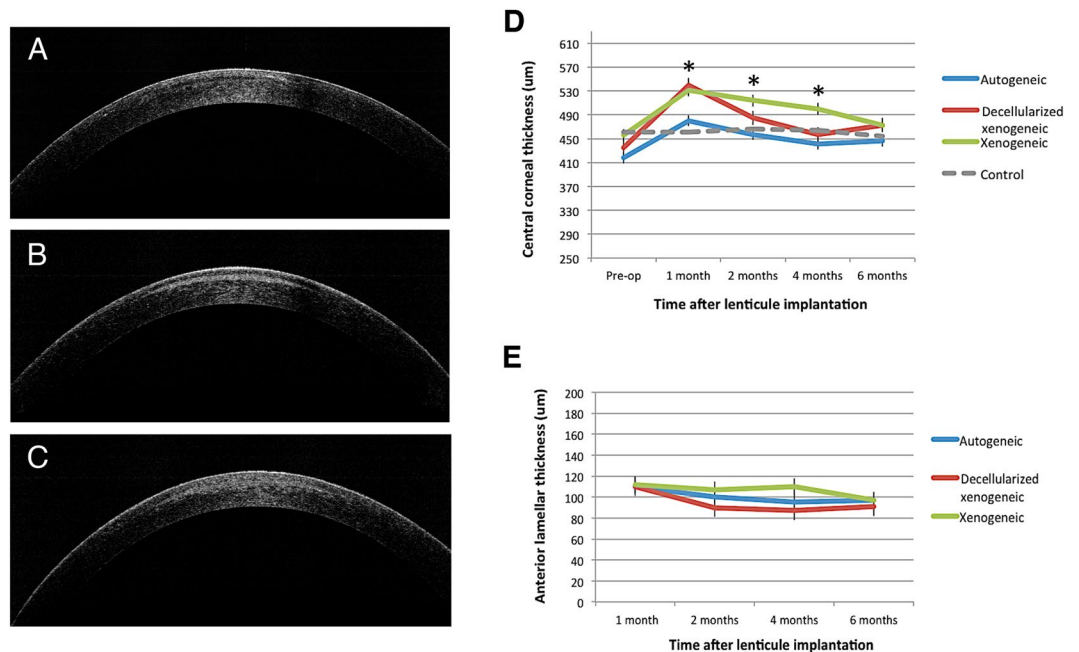 A
B
C
D
Central corneal thickness (um)
610
570
530
490
450
410
370
330
290
250
*
*
*
Pre-op
1 month
2 months
4 months
6 months
Time after lenticule implantation
Autogeneic
Decellularized
xenogeneic
Xenogeneic
Control
E
Anterior lamellar thickness (um)
200
180
160
140
120
100
80
60
40
20
0
1 month
2 months
4 months
6 months
Time after lenticule implantation
Autogeneic
Decellularized
xenogeneic
Xenogeneic